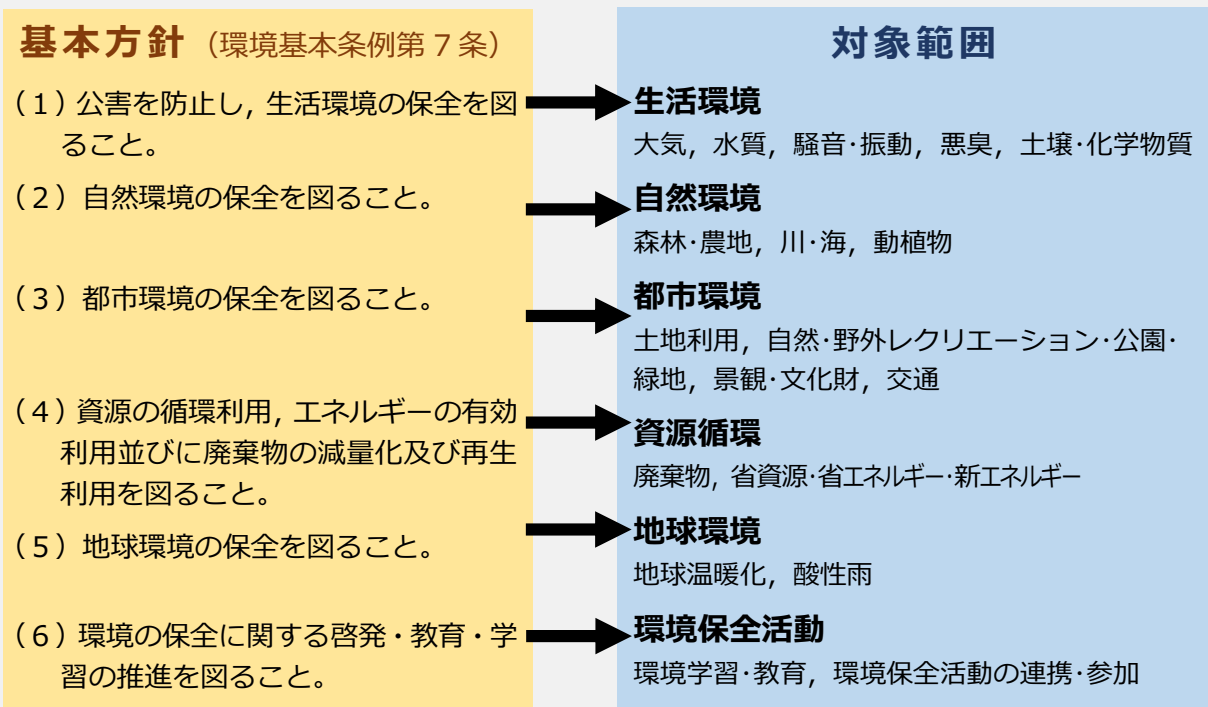 基本方針（環境基本条例第７条）
（１）公害を防止し，生活環境の保全を図
ること。
（２）自然環境の保全を図ること。
（３）都市環境の保全を図ること。
（４）資源の循環利用，エネルギーの有効
利用並びに廃棄物の減量化及び再生
利用を図ること。
（５）地球環境の保全を図ること。
（６）環境の保全に関する啓発・教育・学
習の推進を図ること。
対象範囲
生活環境
大気，水質，騒音･振動，悪臭，土壌･化学物質
自然環境
森林･農地，川･海，動植物
都市環境
土地利用，自然･野外レクリエーション･公園･
緑地，景観･文化財，交通
資源循環
廃棄物，省資源･省エネルギー･新エネルギー
地球環境
地球温暖化，酸性雨
環境保全活動
環境学習･教育，環境保全活動の連携･参加